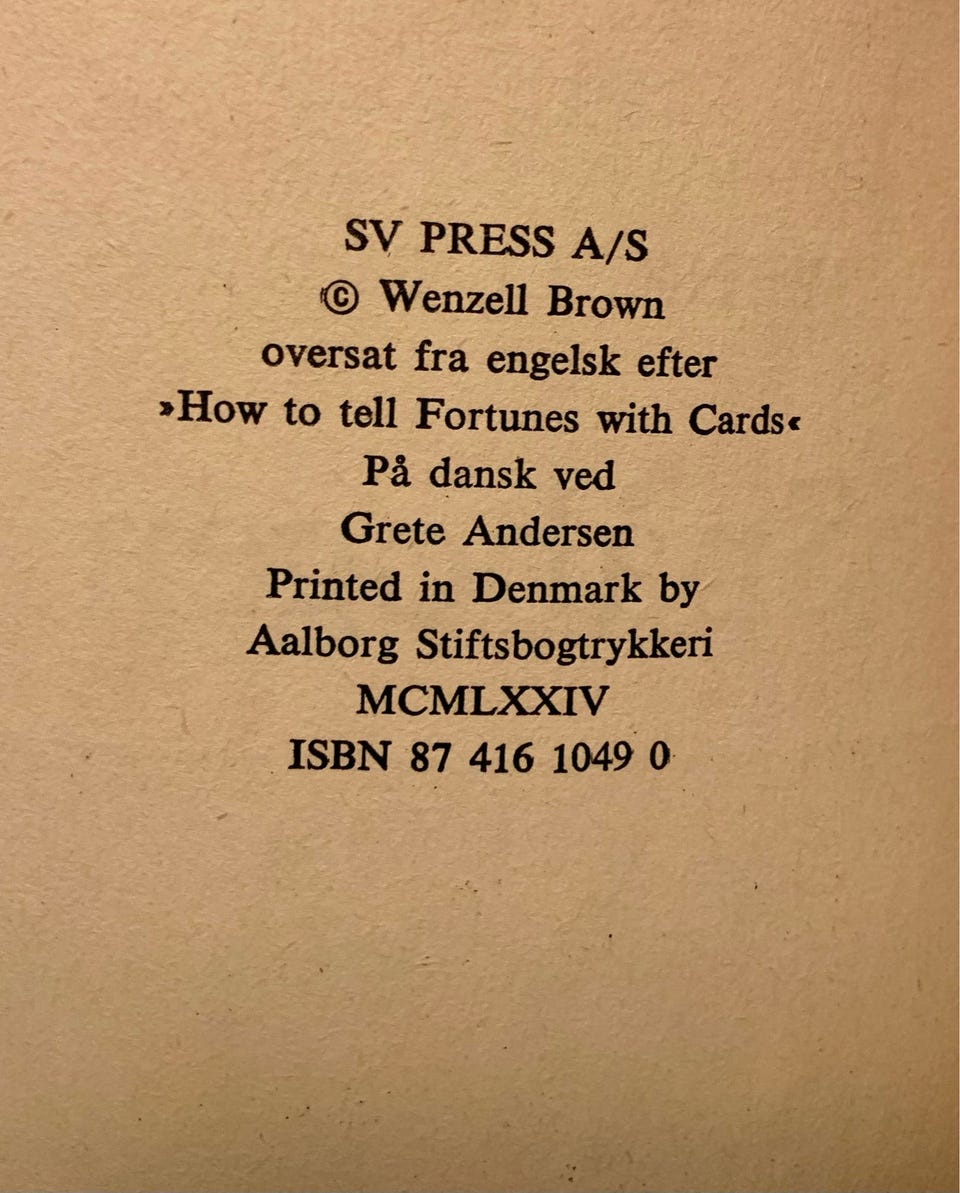 SV PRESS A/S
© Wenzell Brown
oversat fra engelsk efter
»How to tell Fortunes with Cards«
På dansk ved
Grete Andersen
Printed in Denmark by
Aalborg Stiftsbogtrykkeri
MCMLXXIV
ISBN 87 416 1049 0